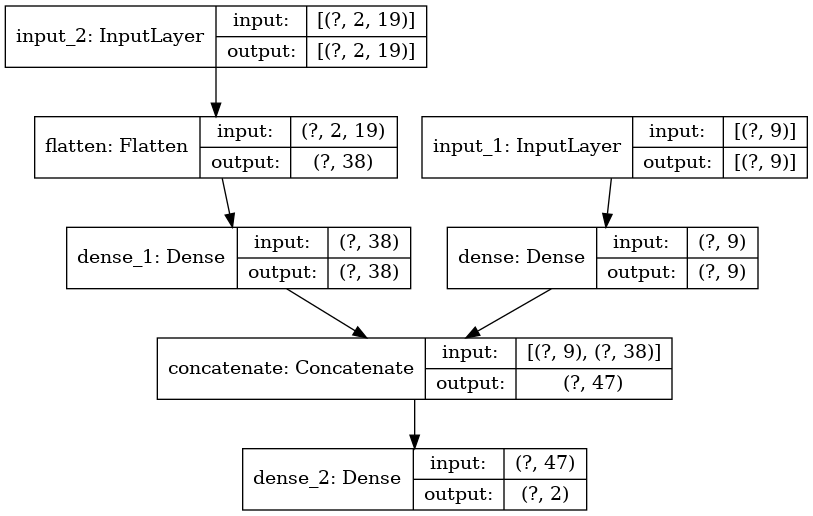 input_2: InputLayer
input:
[(?, 2, 19)]
output:
[(?, 2, 19)]
flatten: Flatten
input:
(?, 2, 19)
output:
(?, 38)
input_1: InputLayer
input:
[(?, 9)]
output:
[(?, 9)]
dense_1: Dense
input:
(?, 38)
output:
(?, 38)
dense: Dense
input:
(?, 9)
output:
(?, 9)
concatenate: Concatenate
input:
[(?, 9), (?, 38)]
output:
(?, 47)
dense_2: Dense
input:
(?, 47)
output:
(?, 2)